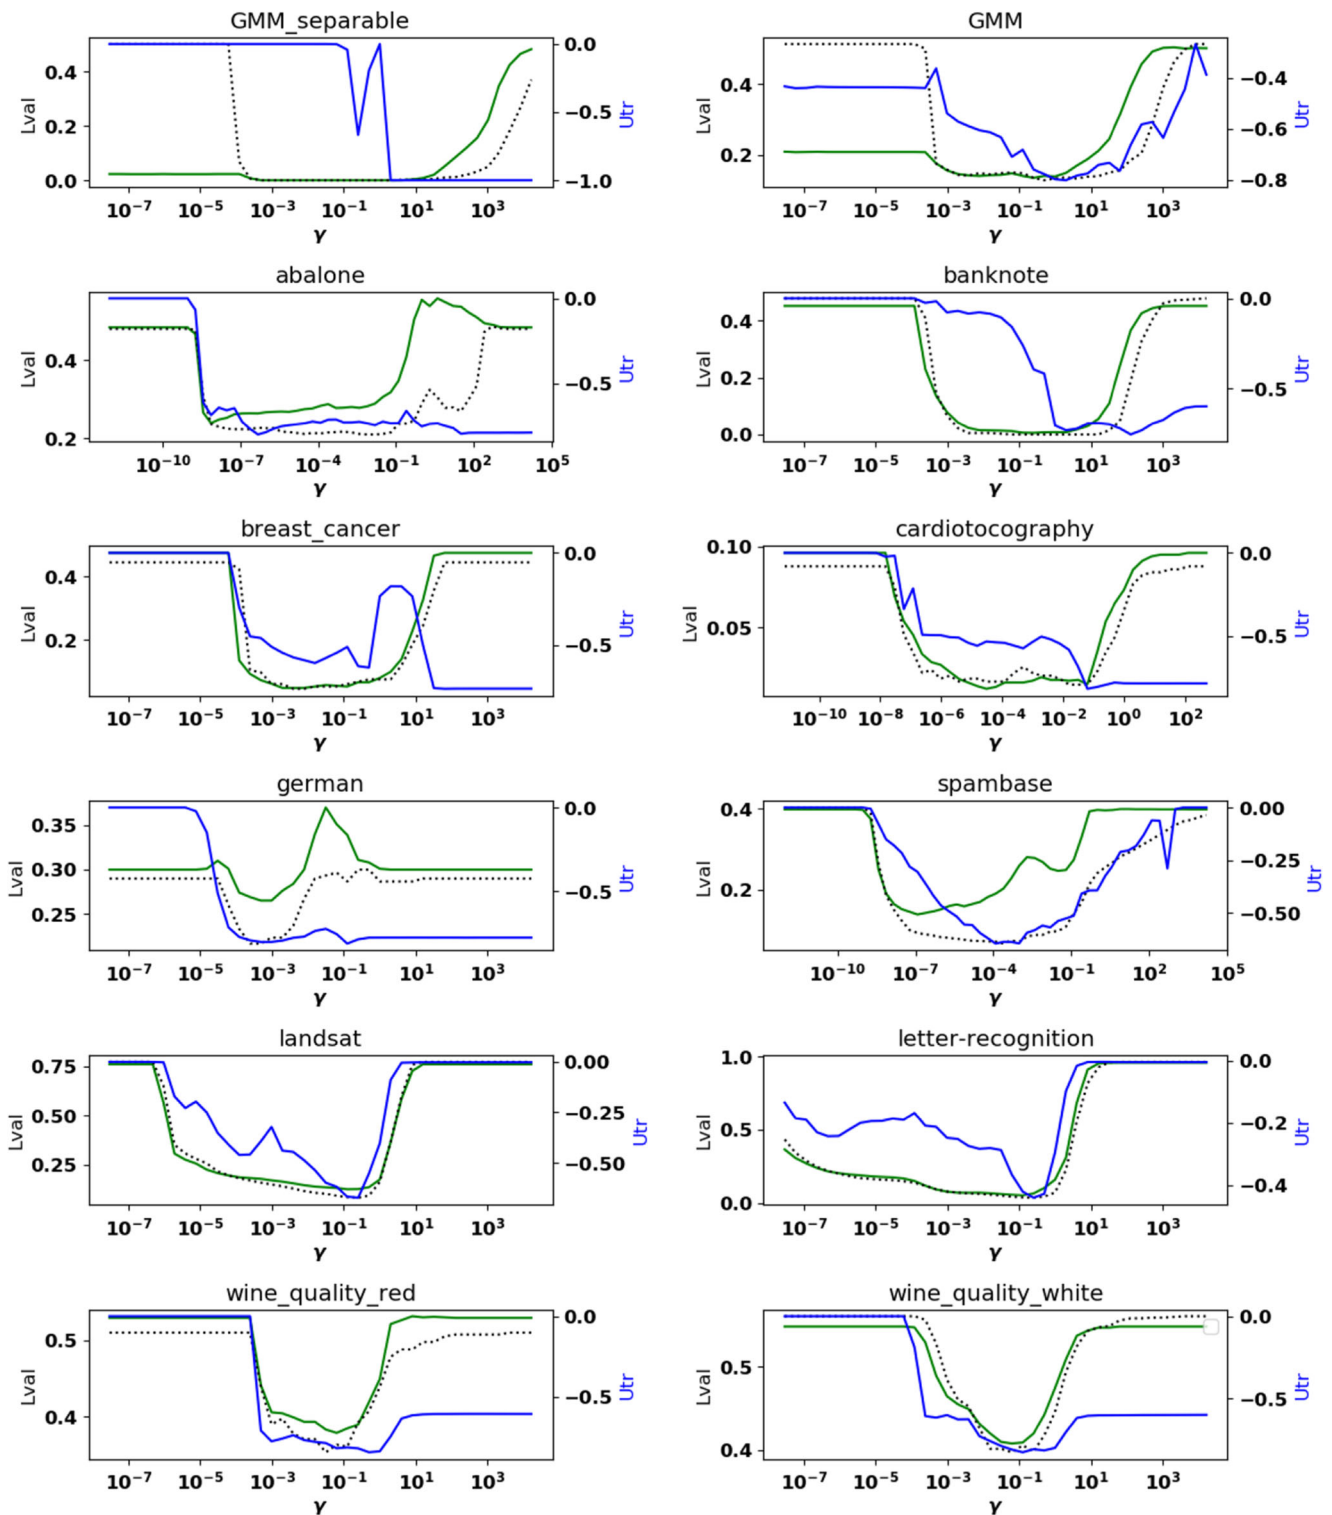 GMM_separable
Lval
0.4
0.2
0.0
0.0
−0.5
−1.0
Utr
10⁻⁷ 10⁻⁵ 10⁻³ 10⁻¹ 10¹ 10³
γ
GMM
Lval
0.4
0.2
−0.4
−0.6
−0.8
Utr
10⁻⁷ 10⁻⁵ 10⁻³ 10⁻¹ 10¹ 10³
γ
abalone
Lval
0.4
0.2
0.0
−0.5
Utr
10⁻¹⁰ 10⁻⁷ 10⁻⁴ 10⁻¹ 10² 10⁵
γ
banknote
Lval
0.4
0.2
0.0
0.0
−0.5
Utr
10⁻⁷ 10⁻⁵ 10⁻³ 10⁻¹ 10¹ 10³
γ
breast_cancer
Lval
0.4
0.2
0.0
−0.5
Utr
10⁻⁷ 10⁻⁵ 10⁻³ 10⁻¹ 10¹ 10³
γ
cardiotocography
Lval
0.10
0.05
0.0
−0.5
Utr
10⁻¹⁰ 10⁻⁸ 10⁻⁶ 10⁻⁴ 10⁻² 10⁰ 10²
γ
german
Lval
0.35
0.30
0.25
0.0
−0.5
Utr
10⁻⁷ 10⁻⁵ 10⁻³ 10⁻¹ 10¹ 10³
γ
spambase
Lval
0.4
0.2
0.00
−0.25
−0.50
Utr
10⁻¹⁰ 10⁻⁷ 10⁻⁴ 10⁻¹ 10² 10⁵
γ
landsat
Lval
0.75
0.50
0.25
0.00
−0.25
−0.50
Utr
10⁻⁷ 10⁻⁵ 10⁻³ 10⁻¹ 10¹ 10³
γ
letter-recognition
Lval
1.0
0.5
0.0
0.0
−0.2
−0.4
Utr
10⁻⁷ 10⁻⁵ 10⁻³ 10⁻¹ 10¹ 10³
γ
wine_quality_red
Lval
0.5
0.4
0.0
−0.5
Utr
10⁻⁷ 10⁻⁵ 10⁻³ 10⁻¹ 10¹ 10³
γ
wine_quality_white
Lval
0.5
0.4
0.0
−0.5
Utr
10⁻⁷ 10⁻⁵ 10⁻³ 10⁻¹ 10¹ 10³
γ